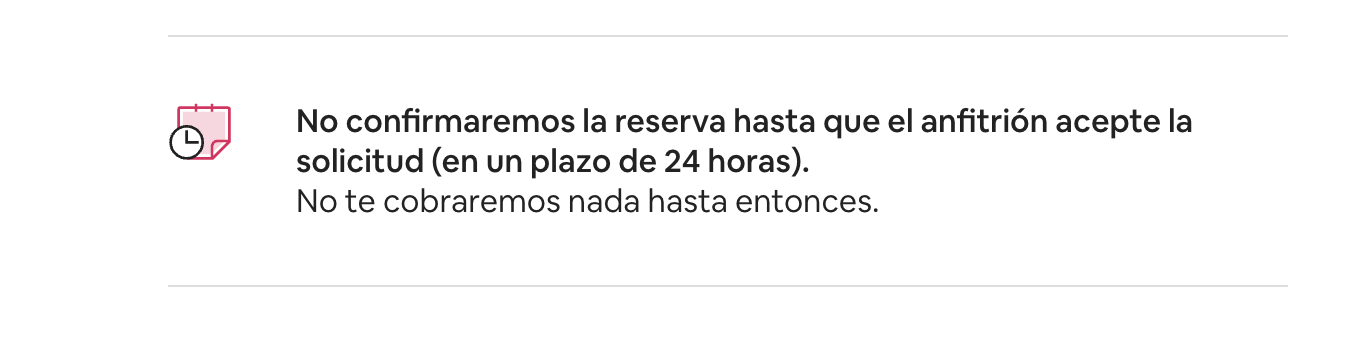 No confirmaremos la reserva hasta que el anfitrión acepte la
solicitud (en un plazo de 24 horas).
No te cobraremos nada hasta entonces.